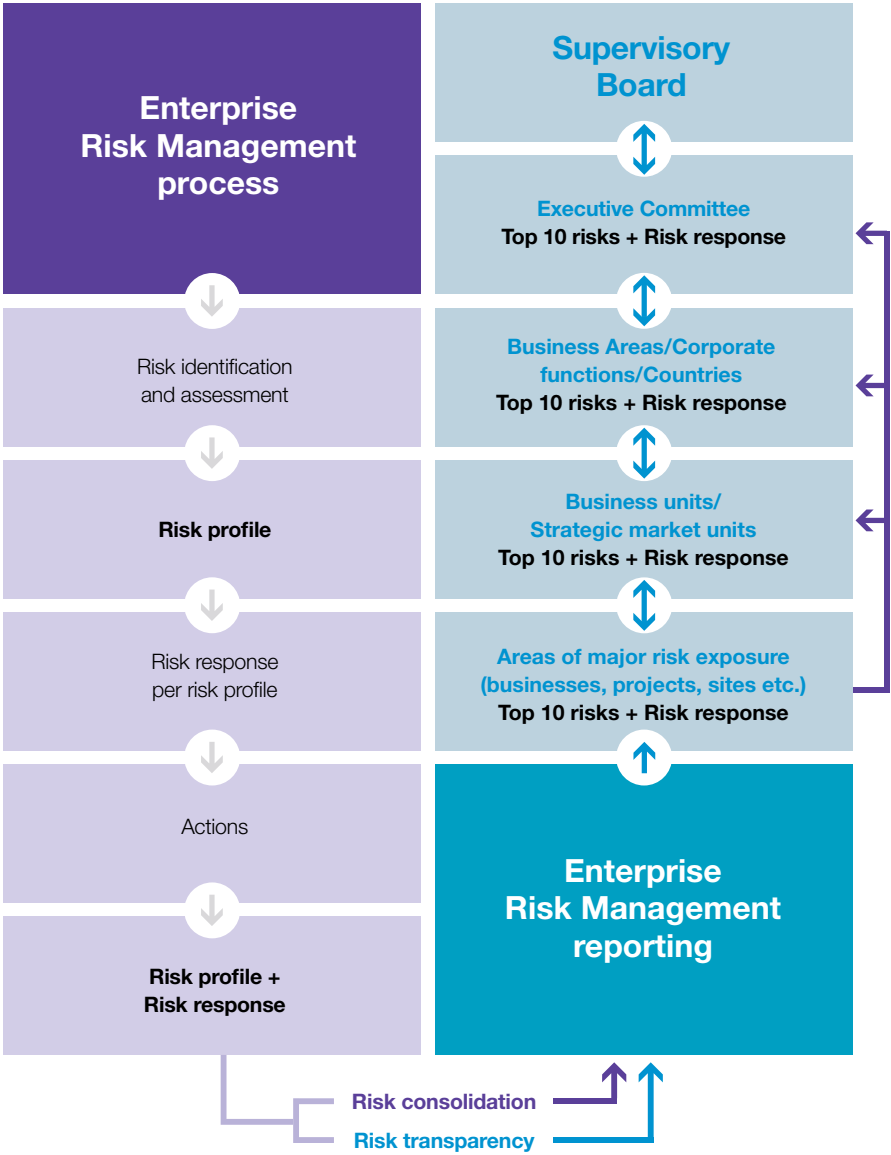 Enterprise
Risk Management
process
Risk identification
and assessment
Risk profile
Risk response
per risk profile
Actions
Risk profile +
Risk response
Supervisory
Board
Executive Committee
Top 10 risks + Risk response
Business Areas/Corporate
functions/Countries
Top 10 risks + Risk response
Business units/
Strategic market units
Top 10 risks + Risk response
Areas of major risk exposure
(businesses, projects, sites etc.)
Top 10 risks + Risk response
Enterprise
Risk Management
reporting
Risk consolidation
Risk transparency